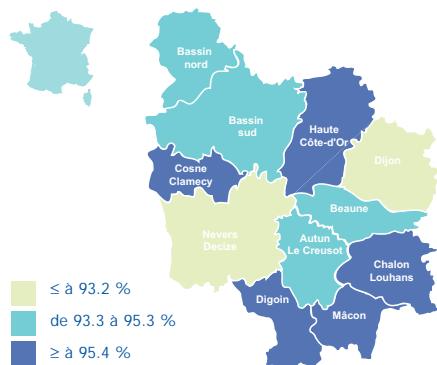 Bassin
nord
Bassin
sud
Haute
Côte-d'Or
Dijon
Cosne
Clamecy
Beaune
Nevers
Decize
Autun
Le Creusot
Chalon
Louhans
Digoin
Mâcon
≤ à 93.2 %
de 93.3 à 95.3 %
≥ à 95.4 %